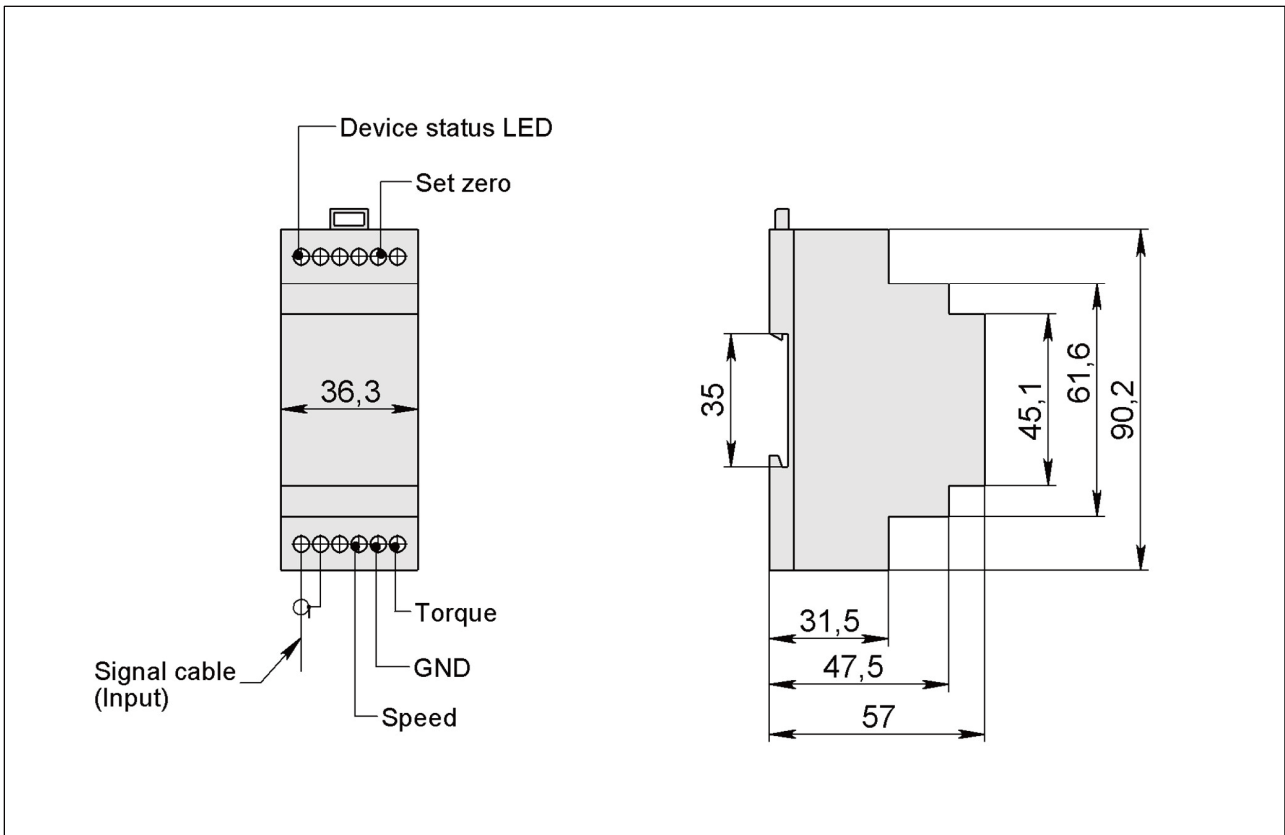 Device status LED
Set zero
36,3
Torque
GND
Speed
Signal cable
(Input)
35
45,1
61,6
90,2
31,5
47,5
57